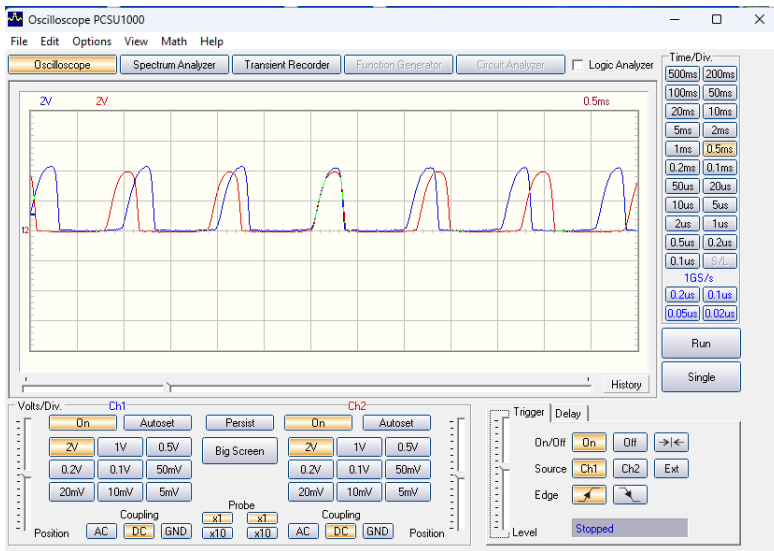 Oscilloscope PCSU1000
File Edit Options View Math Help
Oscilloscope Spectrum Analyzer Transient Recorder Function Generator Circuit Analyzer Logic Analyzer
2V 2V 0.5ms
12
History
Time/Div.
500ms 200ms
100ms 50ms
20ms 10ms
5ms 2ms
1ms 0.5ms
0.2ms 0.1ms
50us 20us
10us 5us
2us 1us
0.5us 0.2us
0.1us S/L
1GS/s
0.2us 0.1us
0.05us 0.02us
Run
Single
Volts/Div. Ch1 Ch2
On Autoset Persist On Autoset
2V 1V 0.5V Big Screen 2V 1V 0.5V
0.2V 0.1V 50mV 0.2V 0.1V 50mV
20mV 10mV 5mV 20mV 10mV 5mV
Coupling Probe Coupling
x1 x1
Position AC DC GND x10 x10 AC DC GND Position
Trigger Delay
On/Off On Off
Source Ch1 Ch2 Ext
Edge
Level Stopped